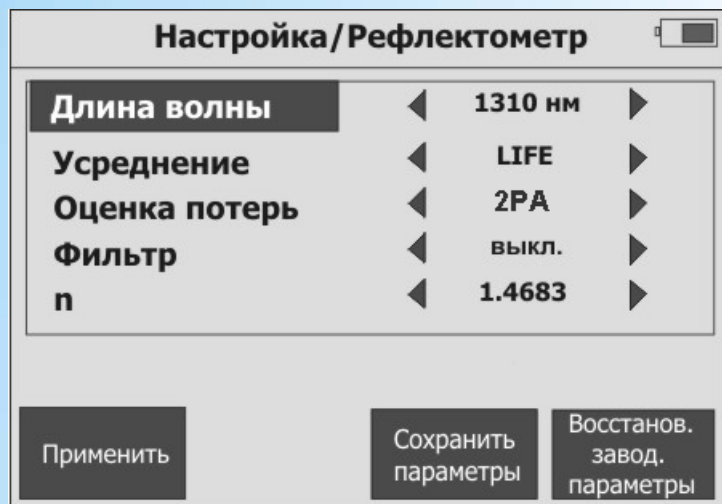 Настройка/Рефлектометр
Длина волны 1310 нм
Усреднение LIFE
Оценка потерь 2PA
Фильтр выкл.
n 1.4683
Применить
Сохранить
параметры
Восстанов.
завод.
параметры